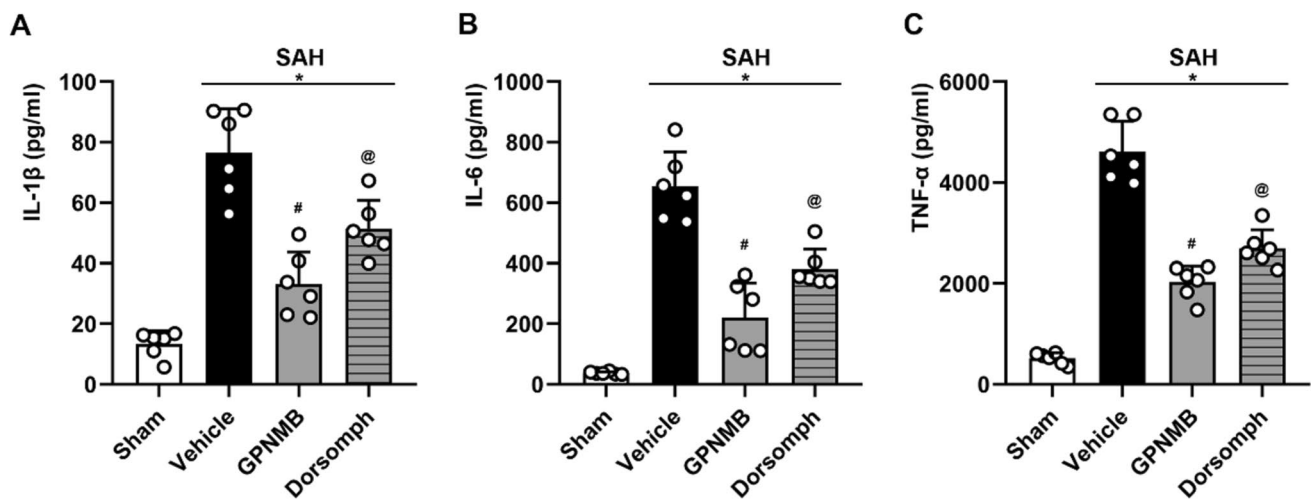 A
SAH
*
IL-1β (pg/ml)
100
80
60
40
20
0
#
@
Sham
Vehicle
GPNMB
Dorsomph
B
SAH
*
IL-6 (pg/ml)
1000
800
600
400
200
0
#
@
Sham
Vehicle
GPNMB
Dorsomph
C
SAH
*
TNF-α (pg/ml)
6000
4000
2000
0
#
@
Sham
Vehicle
GPNMB
Dorsomph